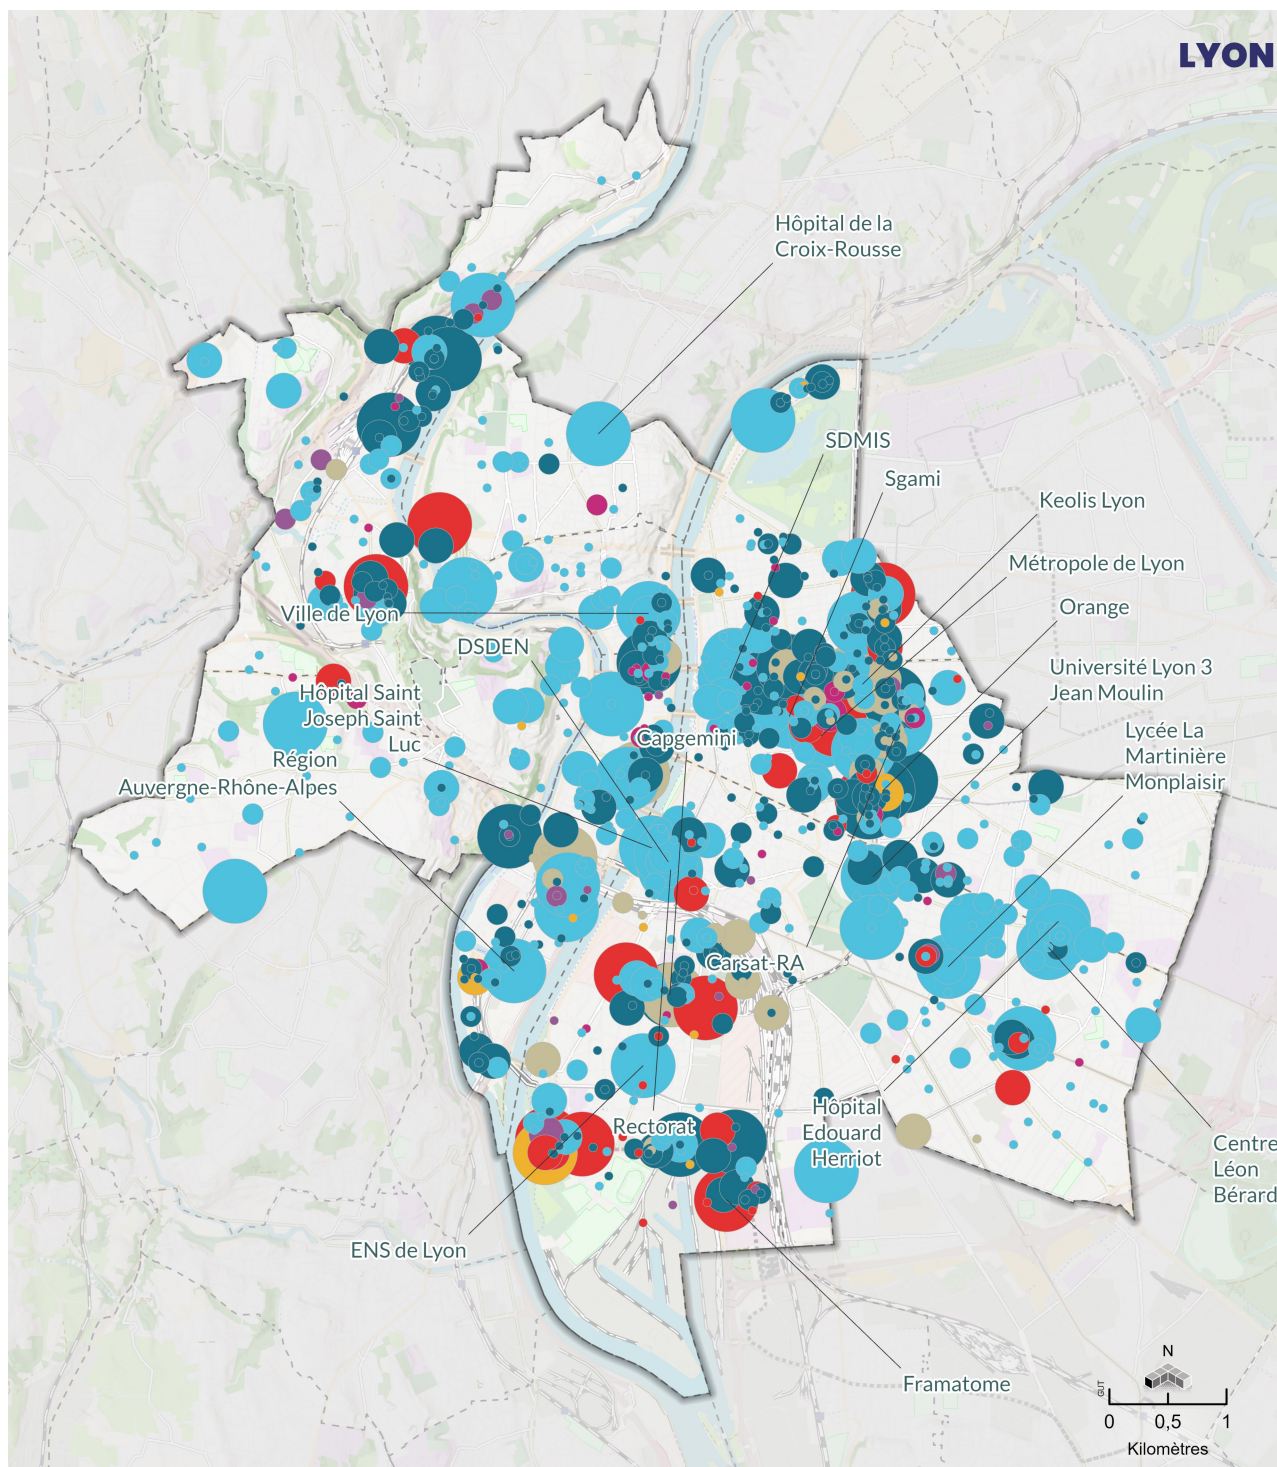 LYON
Hôpital de la
Croix-Rousse
SDMIS
Sgami
Keolis Lyon
Métropole de Lyon
Orange
Ville de Lyon
DSDEN
Université Lyon 3
Jean Moulin
Hôpital Saint
Joseph Saint
Luc
Capgemini
Lycée La
Martinière
Monplaisir
Région
Auvergne-Rhône-Alpes
Carsat-RA
Rectorat
Hôpital
Edouard
Herriot
Centre
Léon
Bérard
ENS de Lyon
Framatome
N
GUT
0 0,5 1
Kilomètres